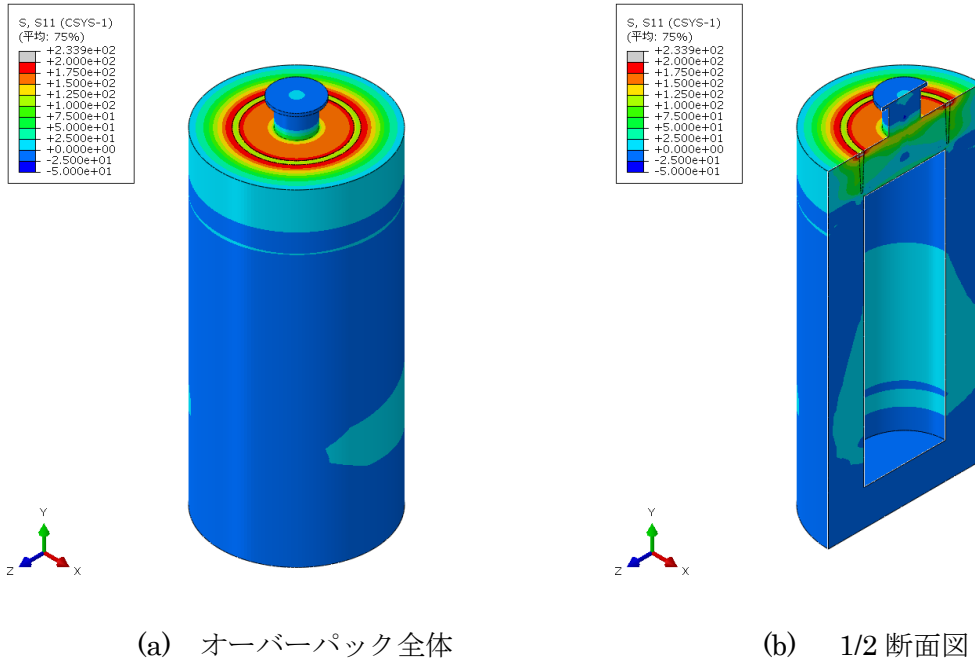 S, S11 (CSYS-1)
(平均: 75%)
+2.339e+02
+2.000e+02
+1.750e+02
+1.500e+02
+1.250e+02
+1.000e+02
+7.500e+01
+5.000e+01
+2.500e+01
+0.000e+00
-2.500e+01
-5.000e+01
Y
Z
X
(a) オーバーパック全体
S, S11 (CSYS-1)
(平均: 75%)
+2.339e+02
+2.000e+02
+1.750e+02
+1.500e+02
+1.250e+02
+1.000e+02
+7.500e+01
+5.000e+01
+2.500e+01
+0.000e+00
-2.500e+01
-5.000e+01
Y
Z
X
(b) 1/2 断面図